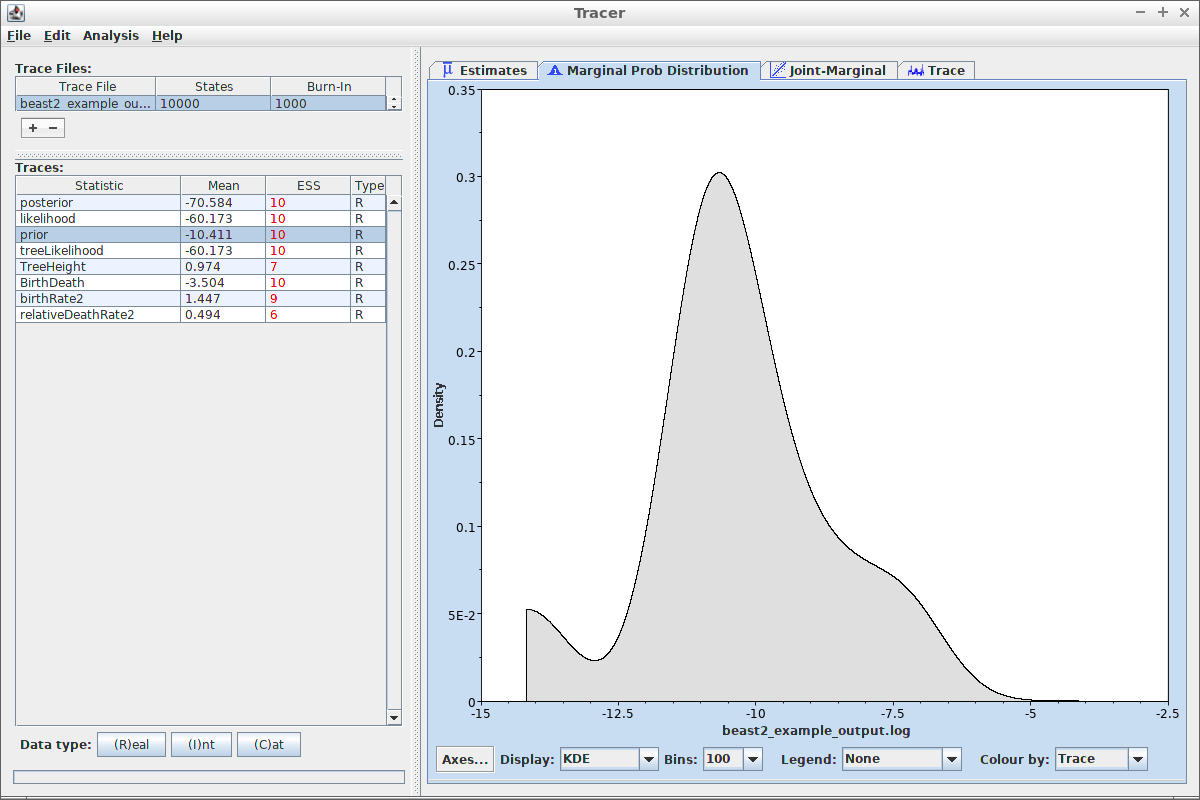 Tracer
File Edit Analysis Help
Trace Files:
Trace File States Burn-In
beast2_example_ou... 10000 1000
+ −
Traces:
Statistic Mean ESS Type
posterior -70.584 10 R
likelihood -60.173 10 R
prior -10.411 10 R
treeLikelihood -60.173 10 R
TreeHeight 0.974 7 R
BirthDeath -3.504 10 R
birthRate2 1.447 9 R
relativeDeathRate2 0.494 6 R
Data type: (R)eal (I)nt (C)at
Estimates Marginal Prob Distribution Joint-Marginal Trace
0.35
0.3
0.25
0.2
0.15
0.1
5E-2
0
Density
-15 -12.5 -10 -7.5 -5 -2.5
beast2_example_output.log
Axes... Display: KDE Bins: 100 Legend: None Colour by: Trace